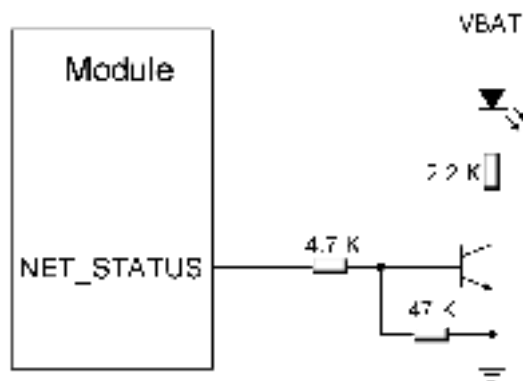 VBAT
Module
2.2 K
4.7 K
NET_STATUS
47 K